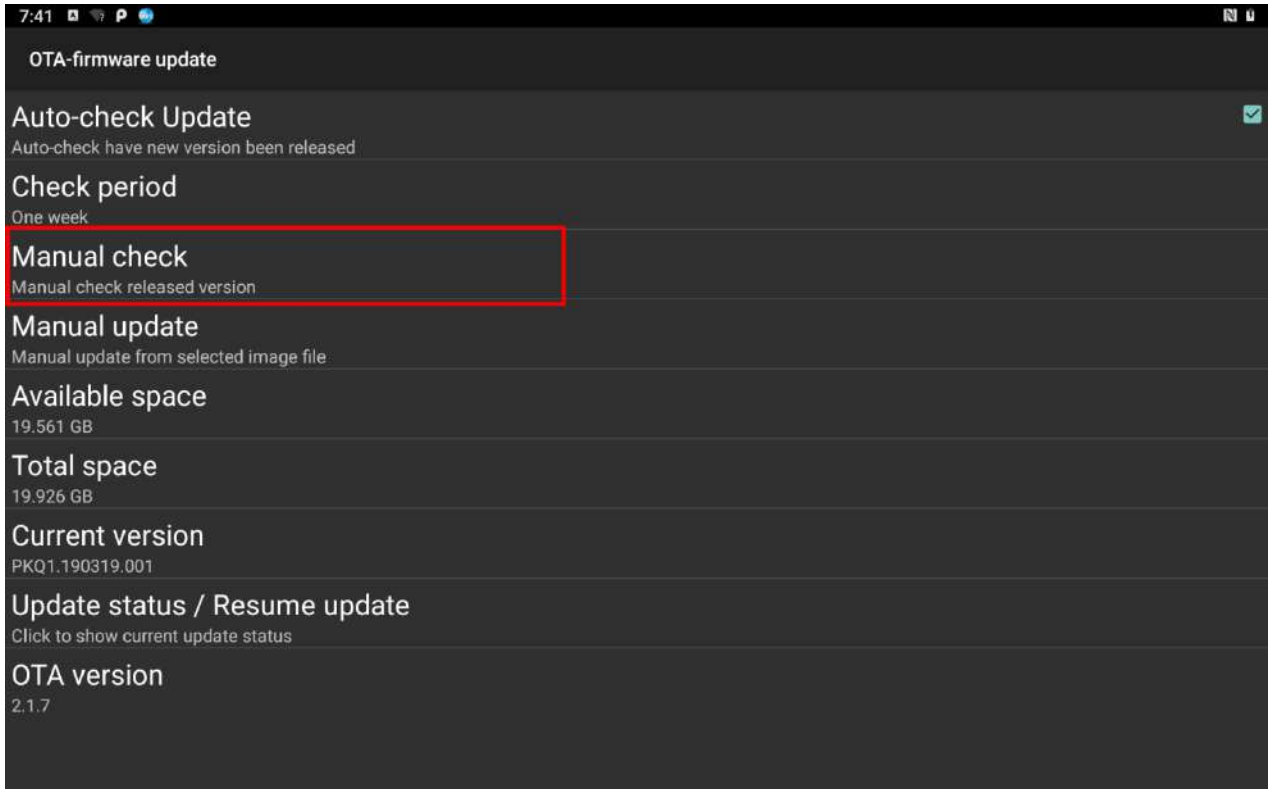 7:41
OTA-firmware update
Auto-check Update
Auto-check have new version been released
Check period
One week
Manual check
Manual check released version
Manual update
Manual update from selected image file
Available space
19.561 GB
Total space
19.926 GB
Current version
PKQ1.190319.001
Update status / Resume update
Click to show current update status
OTA version
2.1.7